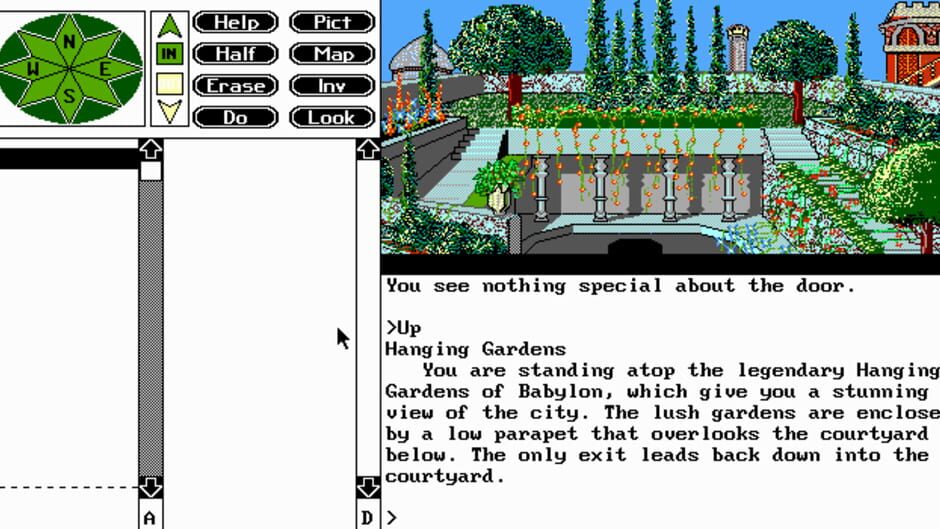 N
W E
S
IN
Help Pict
Half Map
Erase Inv
Do Look
You see nothing special about the door.
>Up
Hanging Gardens
You are standing atop the legendary Hanging
Gardens of Babylon, which give you a stunning
view of the city. The lush gardens are enclose
by a low parapet that overlooks the courtyard
below. The only exit leads back down into the
courtyard.
>
A D